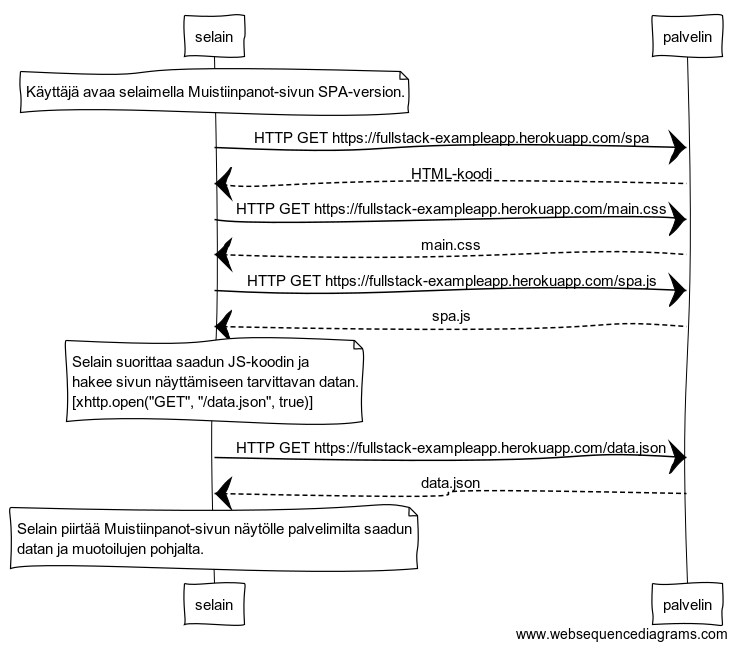 selain
palvelin
Käyttäjä avaa selaimella Muistiinpanot-sivun SPA-version.
HTTP GET https://fullstack-exampleapp.herokuapp.com/spa
HTML-koodi
HTTP GET https://fullstack-exampleapp.herokuapp.com/main.css
main.css
HTTP GET https://fullstack-exampleapp.herokuapp.com/spa.js
spa.js
Selain suorittaa saadun JS-koodin ja
hakee sivun näyttämiseen tarvittavan datan.
[xhttp.open("GET", "/data.json", true)]
HTTP GET https://fullstack-exampleapp.herokuapp.com/data.json
data.json
Selain piirtää Muistiinpanot-sivun näytölle palvelimilta saadun
datan ja muotoilujen pohjalta.
selain
palvelin
www.websequencediagrams.com